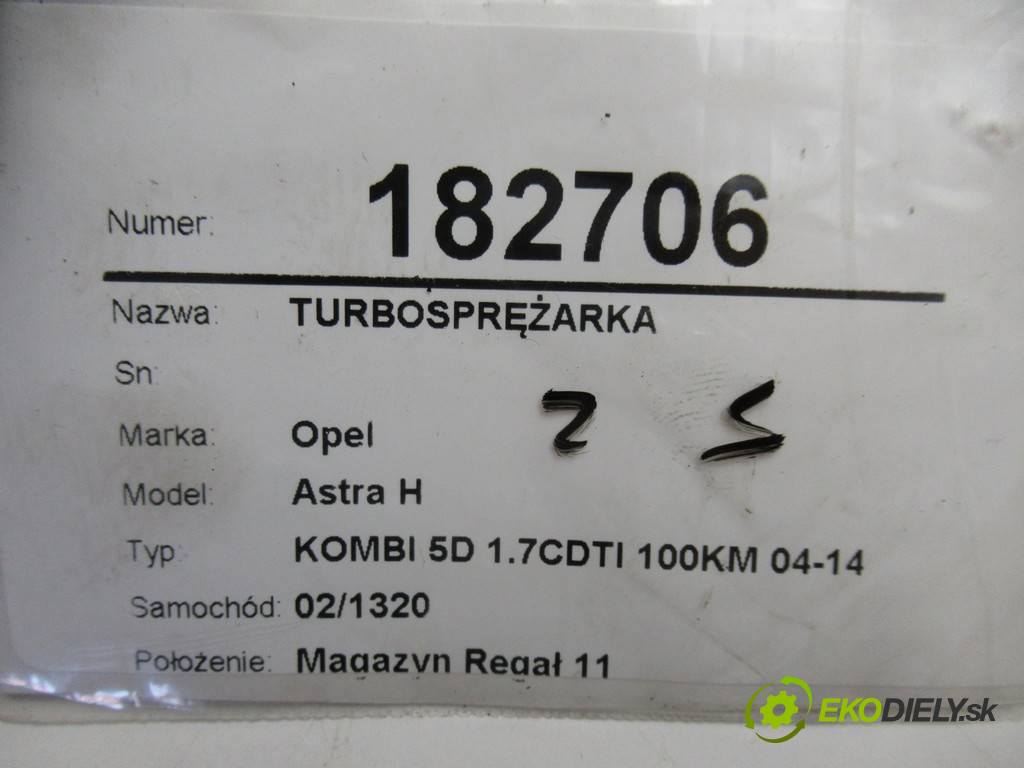 Numer: 182706
Nazwa: TURBOSPRĘŻARKA
Sn:
Marka: Opel
Model: Astra H
Typ: KOMBI 5D 1.7CDTI 100KM 04-14
Samochód: 02/1320
Położenie: Magazyn Regał 11
EKODIELY.sk